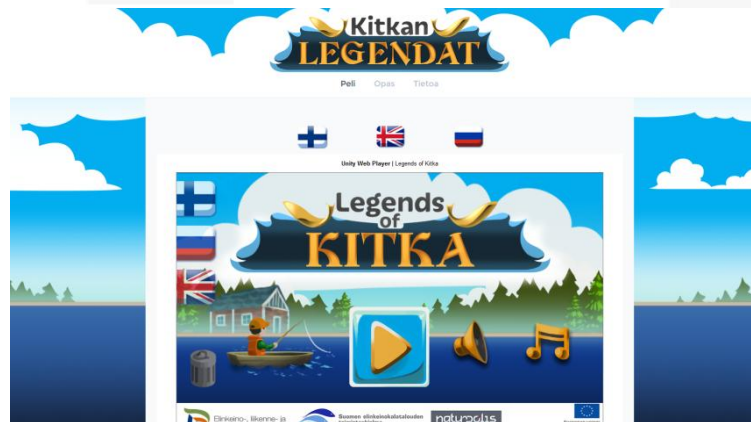 Kitkan
LEGENDAT
Peli Opas Tietoa
Unity Web Player | Legends of Kitka
Legends
of
KITKA
Elinkeino-, liikenne- ja
Suomen elinkeinokalatalouden
naturpolis